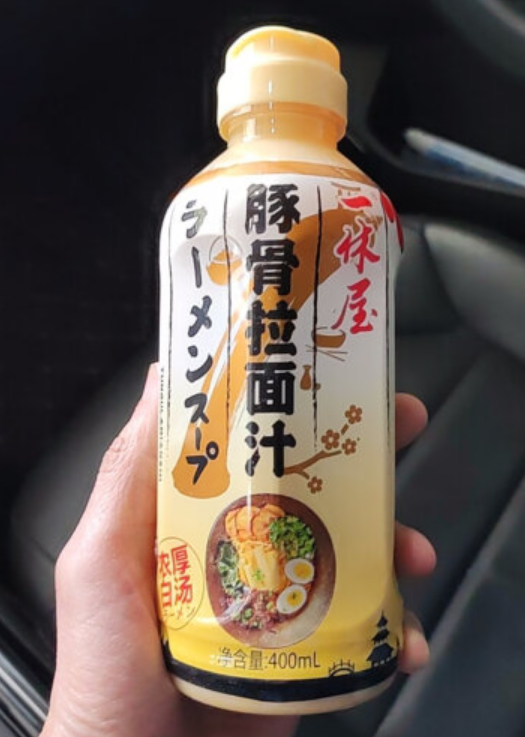 一休屋
豚骨拉面汁
ラーメンスープ
浓厚
白汤
净含量:400mL